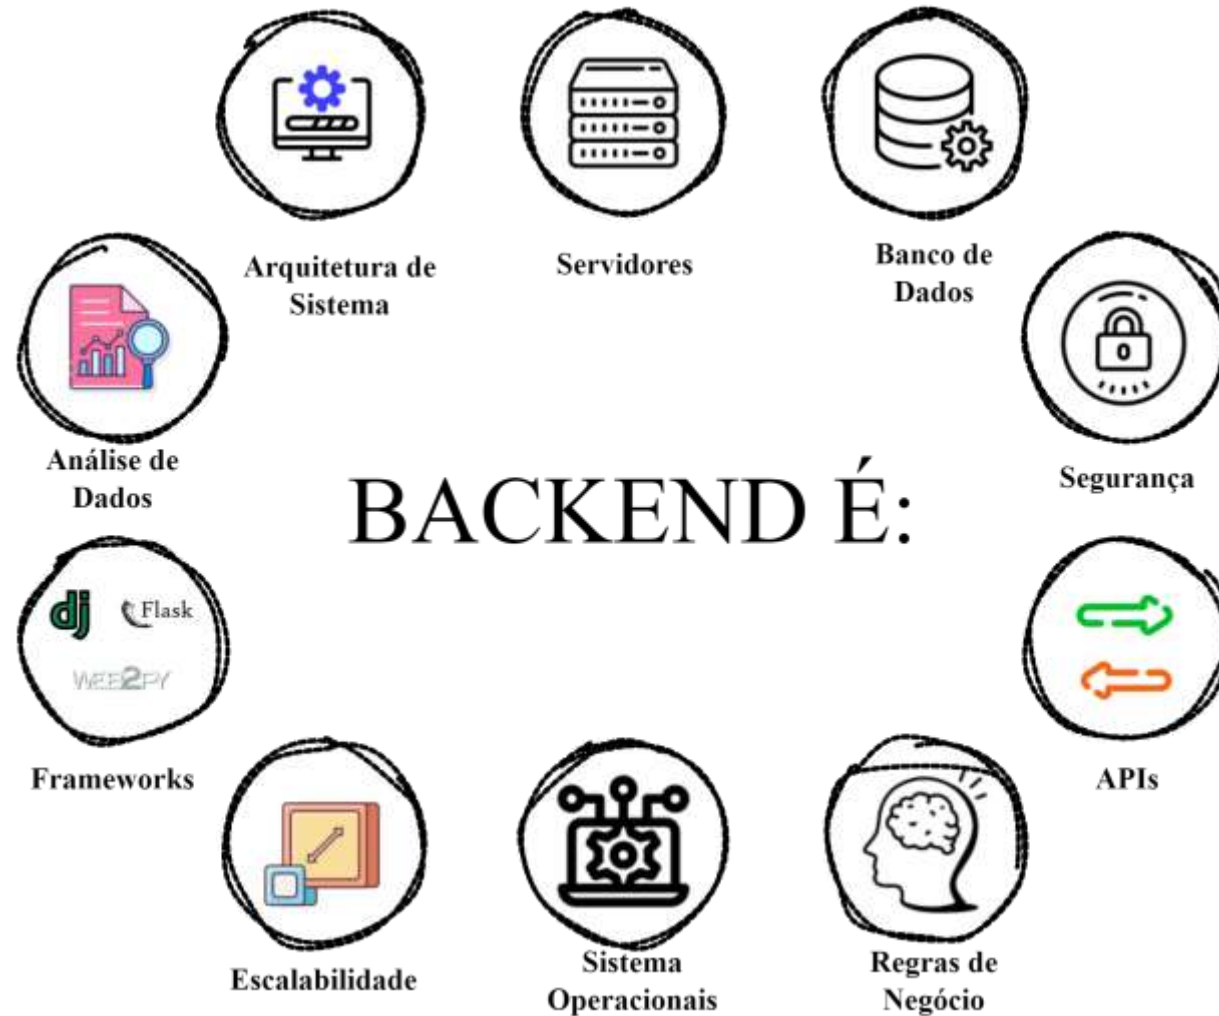 Arquitetura de
Sistema
Servidores
Banco de
Dados
Análise de
Dados
Segurança
BACKEND É:
dj
Flask
WEB2PY
Frameworks
APIs
Escalabilidade
Sistema
Operacionais
Regras de
Negócio